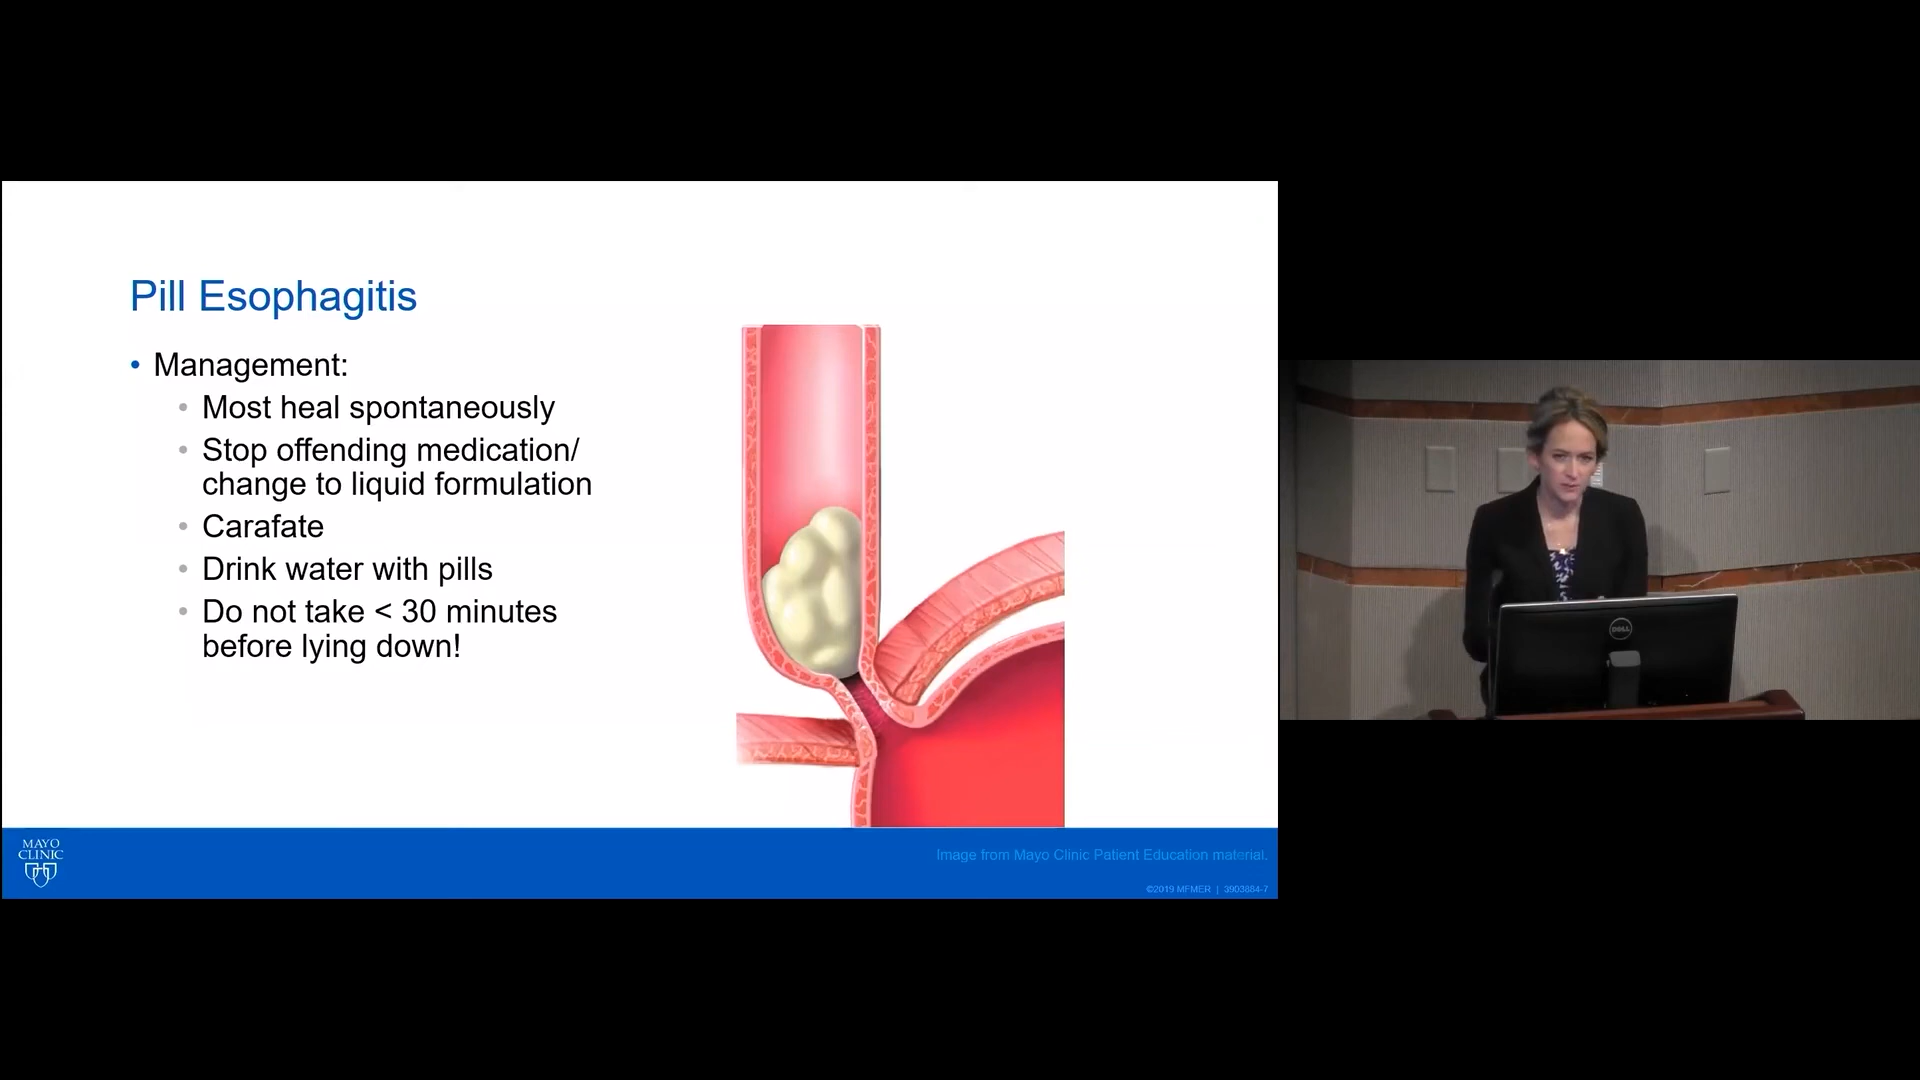 Pill Esophagitis
• Management:
• Most heal spontaneously
• Stop offending medication/
change to liquid formulation
• Carafate
• Drink water with pills
• Do not take < 30 minutes
before lying down!
MAYO
CLINIC
Image from Mayo Clinic Patient Education material.
©2019 MFMER | 3903884-7
DELL